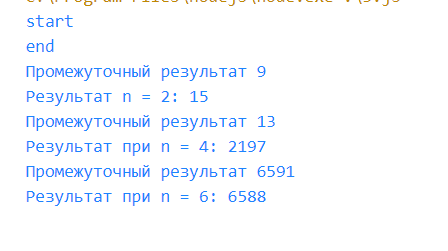 start
end
Промежуточный результат 9
Результат n = 2: 15
Промежуточный результат 13
Результат при n = 4: 2197
Промежуточный результат 6591
Результат при n = 6: 6588